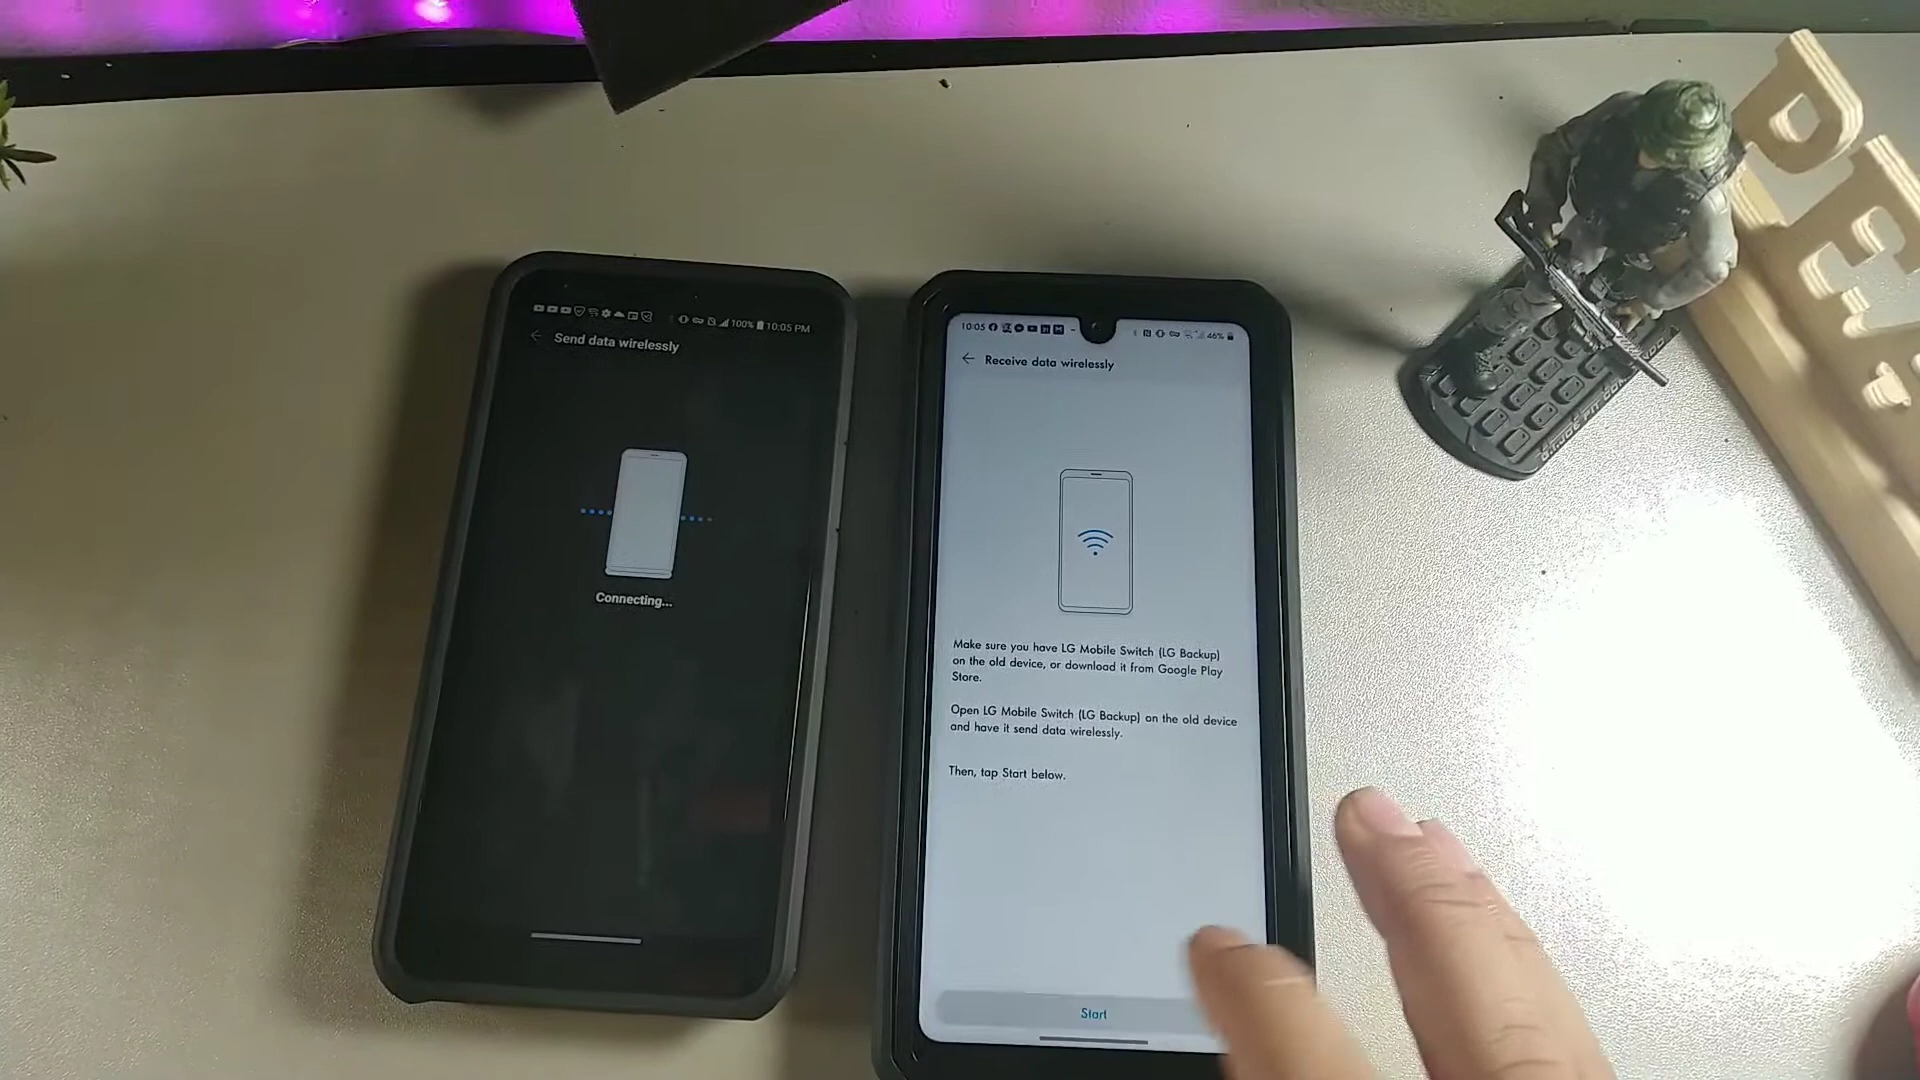 100% 10:05 PM
Send data wirelessly
Connecting...
10:05 46%
Receive data wirelessly
Make sure you have LG Mobile Switch (LG Backup)
on the old device, or download it from Google Play
Store.
Open LG Mobile Switch (LG Backup) on the old device
and have it send data wirelessly.
Then, tap Start below.
Start